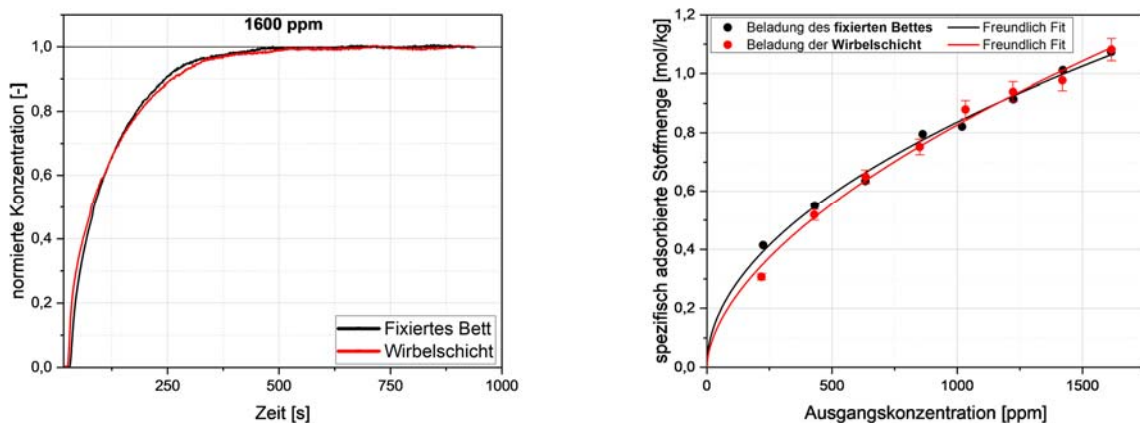 1600 ppm
normierte Konzentration [-]
1,0
0,8
0,6
0,4
0,2
0,0
250
500
750
1000
Zeit [s]
Fixiertes Bett
Wirbelschicht
spezifisch adsorbierte Stoffmenge [mol/kg]
1,2
1,0
0,8
0,6
0,4
0,2
0,0
0
500
1000
1500
Ausgangskonzentration [ppm]
Beladung des fixierten Bettes Freundlich Fit
Beladung der Wirbelschicht Freundlich Fit